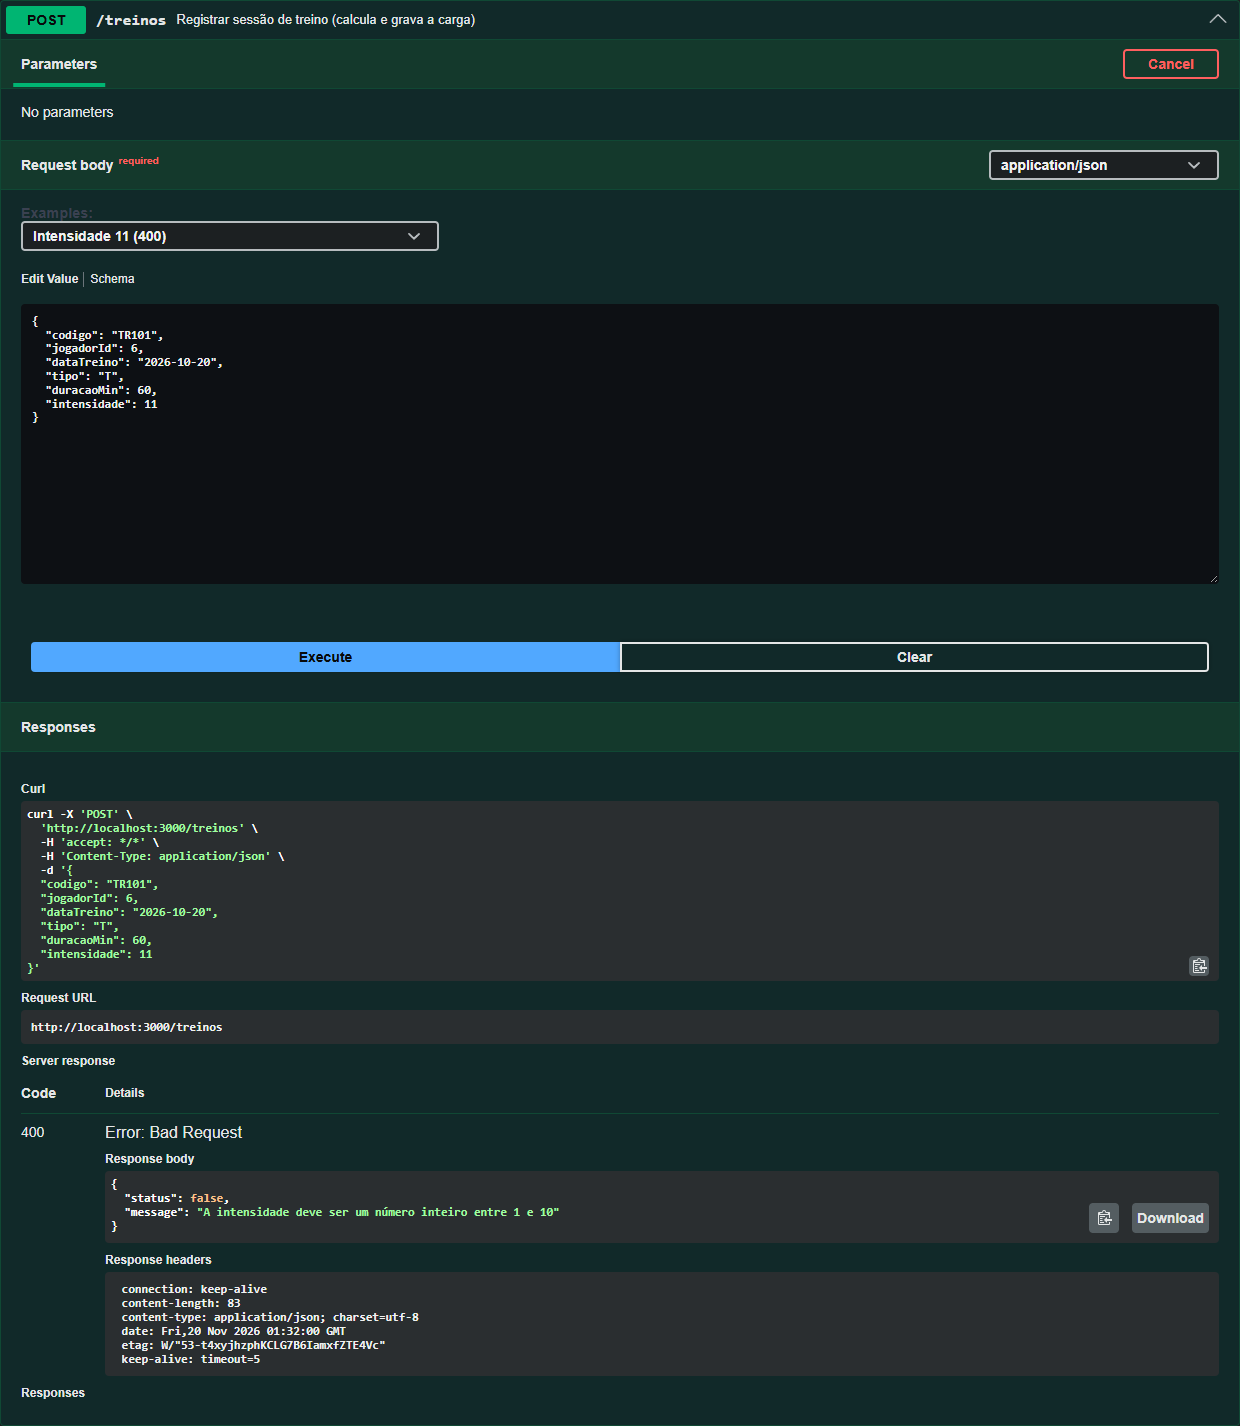 POST /treinos Registrar sessão de treino (calcula e grava a carga)
Parameters
Cancel
No parameters
Request body required
application/json
Examples:
Intensidade 11 (400)
Edit Value | Schema
{
  "codigo": "TR101",
  "jogadorId": 6,
  "dataTreino": "2026-10-20",
  "tipo": "T",
  "duracaoMin": 60,
  "intensidade": 11
}
Execute
Clear
Responses
Curl
curl -X 'POST' \
  'http://localhost:3000/treinos' \
  -H 'accept: */*' \
  -H 'Content-Type: application/json' \
  -d '{
  "codigo": "TR101",
  "jogadorId": 6,
  "dataTreino": "2026-10-20",
  "tipo": "T",
  "duracaoMin": 60,
  "intensidade": 11
}'
Request URL
http://localhost:3000/treinos
Server response
Code Details
400 Error: Bad Request
Response body
{
  "status": false,
  "message": "A intensidade deve ser um número inteiro entre 1 e 10"
}
Download
Response headers
connection: keep-alive
content-length: 83
content-type: application/json; charset=utf-8
date: Fri,20 Nov 2026 01:32:00 GMT
etag: W/"53-t4xyjhzphKCLG7B6IamxfZTE4Vc"
keep-alive: timeout=5
Responses